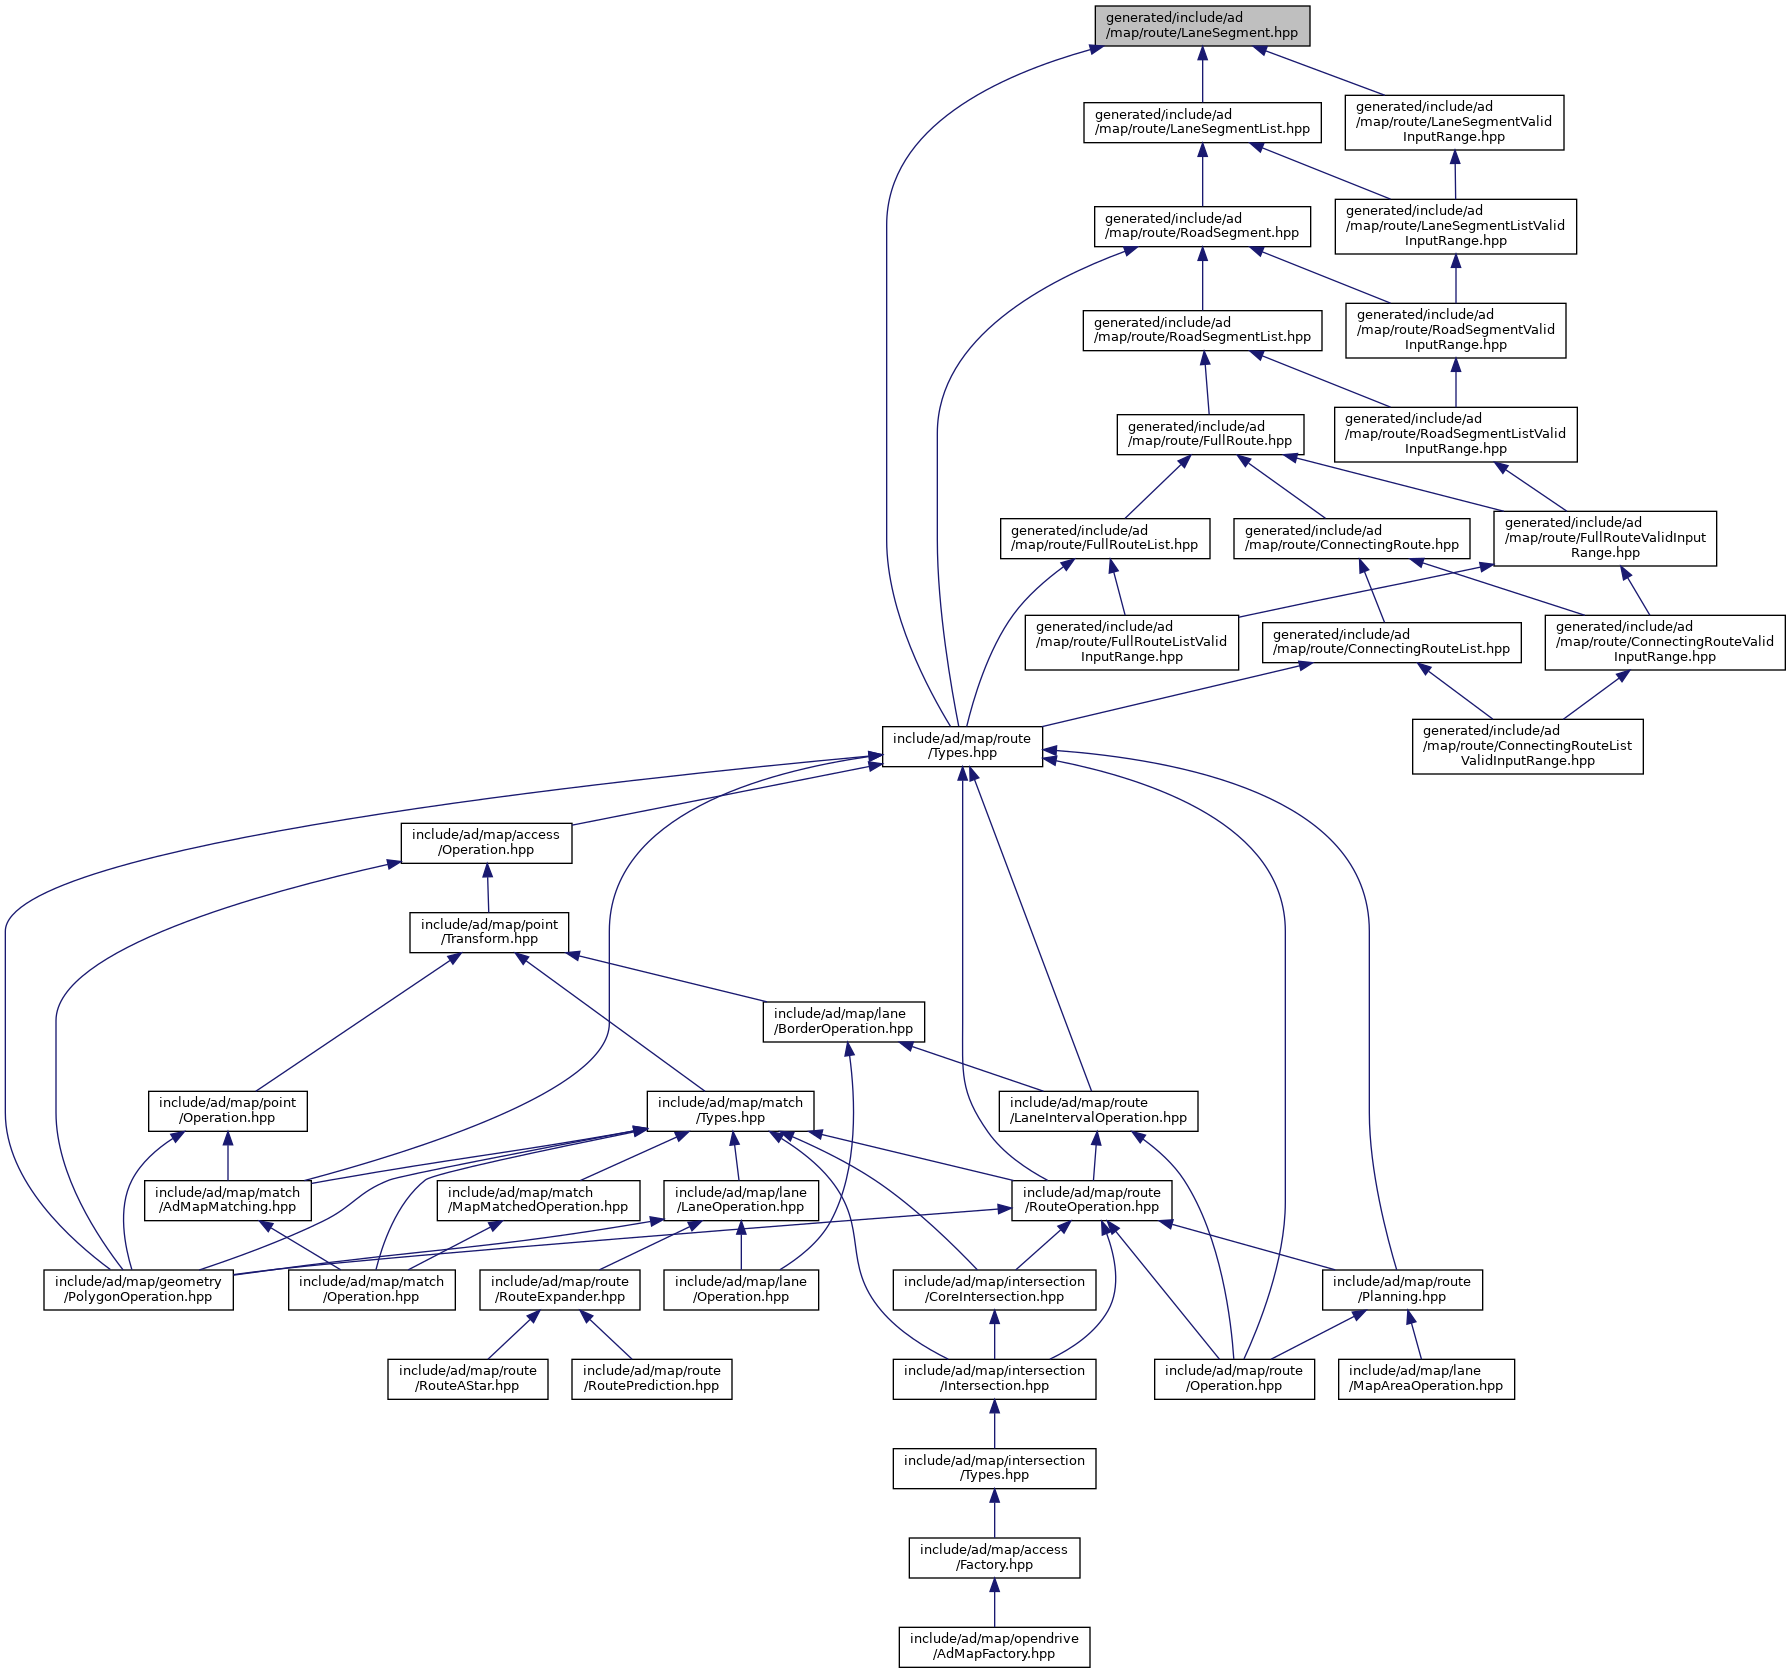 generated/include/ad
/map/route/LaneSegment.hpp
generated/include/ad
/map/route/LaneSegmentList.hpp
generated/include/ad
/map/route/LaneSegmentValid
InputRange.hpp
generated/include/ad
/map/route/RoadSegment.hpp
generated/include/ad
/map/route/LaneSegmentListValid
InputRange.hpp
generated/include/ad
/map/route/RoadSegmentList.hpp
generated/include/ad
/map/route/RoadSegmentValid
InputRange.hpp
generated/include/ad
/map/route/FullRoute.hpp
generated/include/ad
/map/route/RoadSegmentListValid
InputRange.hpp
generated/include/ad
/map/route/FullRouteList.hpp
generated/include/ad
/map/route/ConnectingRoute.hpp
generated/include/ad
/map/route/FullRouteValidInput
Range.hpp
generated/include/ad
/map/route/FullRouteListValid
InputRange.hpp
generated/include/ad
/map/route/ConnectingRouteList.hpp
generated/include/ad
/map/route/ConnectingRouteValid
InputRange.hpp
include/ad/map/route
/Types.hpp
generated/include/ad
/map/route/ConnectingRouteList
ValidInputRange.hpp
include/ad/map/access
/Operation.hpp
include/ad/map/point
/Transform.hpp
include/ad/map/lane
/BorderOperation.hpp
include/ad/map/point
/Operation.hpp
include/ad/map/match
/Types.hpp
include/ad/map/route
/LaneIntervalOperation.hpp
include/ad/map/match
/AdMapMatching.hpp
include/ad/map/match
/MapMatchedOperation.hpp
include/ad/map/lane
/LaneOperation.hpp
include/ad/map/route
/RouteOperation.hpp
include/ad/map/geometry
/PolygonOperation.hpp
include/ad/map/match
/Operation.hpp
include/ad/map/route
/RouteExpander.hpp
include/ad/map/lane
/Operation.hpp
include/ad/map/intersection
/CoreIntersection.hpp
include/ad/map/route
/Planning.hpp
include/ad/map/route
/RouteAStar.hpp
include/ad/map/route
/RoutePrediction.hpp
include/ad/map/intersection
/Intersection.hpp
include/ad/map/route
/Operation.hpp
include/ad/map/lane
/MapAreaOperation.hpp
include/ad/map/intersection
/Types.hpp
include/ad/map/access
/Factory.hpp
include/ad/map/opendrive
/AdMapFactory.hpp